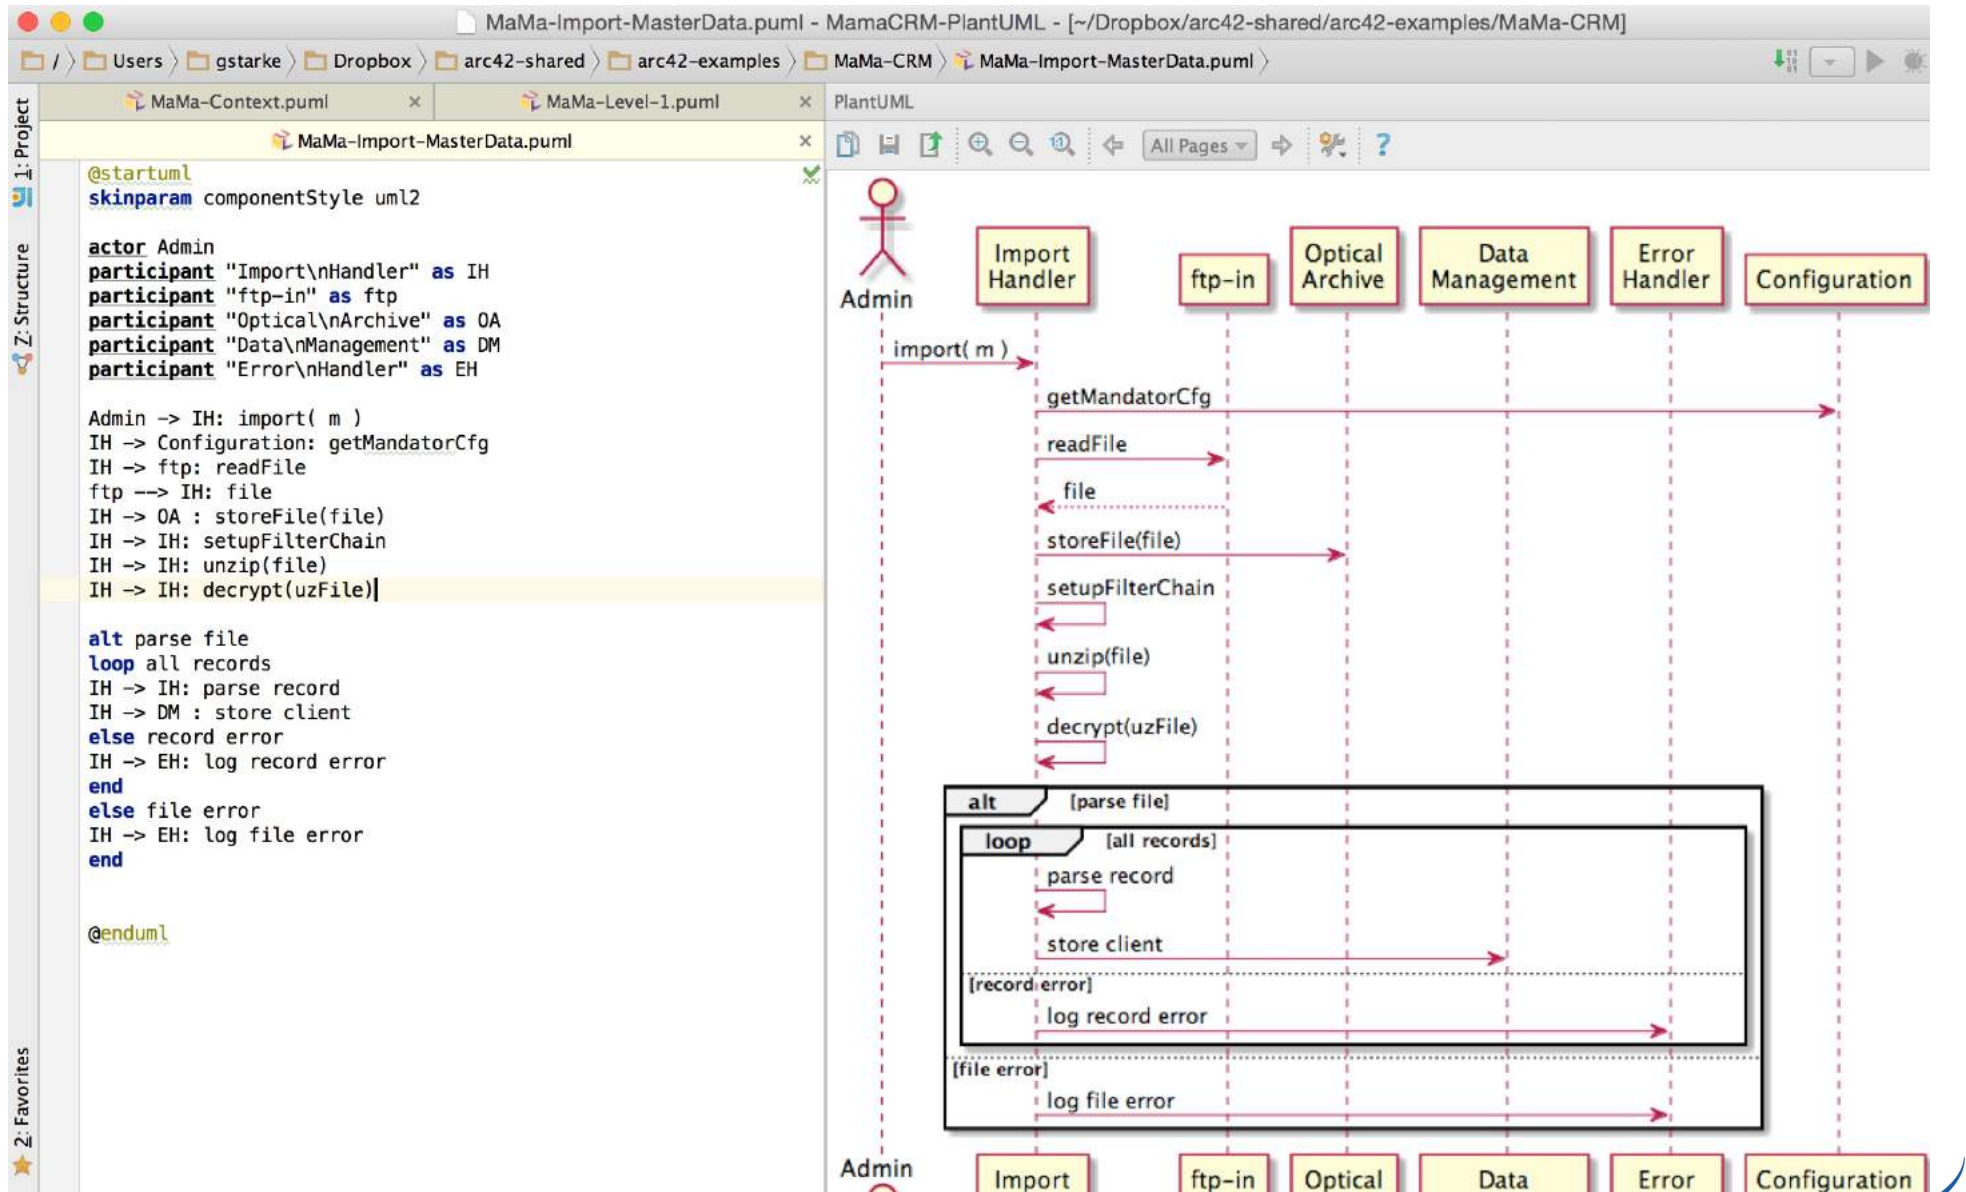 MaMa-Import-MasterData.puml - MamaCRM-PlantUML - [~/Dropbox/arc42-shared/arc42-examples/MaMa-CRM]
/ Users gstarke Dropbox arc42-shared arc42-examples MaMa-CRM MaMa-Import-MasterData.puml
1: Project
Z: Structure
2: Favorites
MaMa-Context.puml × MaMa-Level-1.puml ×
MaMa-Import-MasterData.puml ×
@startuml
skinparam componentStyle uml2
actor Admin
participant "Import\nHandler" as IH
participant "ftp-in" as ftp
participant "Optical\nArchive" as OA
participant "Data\nManagement" as DM
participant "Error\nHandler" as EH
Admin -> IH: import( m )
IH -> Configuration: getMandatorCfg
IH -> ftp: readFile
ftp --> IH: file
IH -> OA : storeFile(file)
IH -> IH: setupFilterChain
IH -> IH: unzip(file)
IH -> IH: decrypt(uzFile)
alt parse file
loop all records
IH -> IH: parse record
IH -> DM : store client
else record error
IH -> EH: log record error
end
else file error
IH -> EH: log file error
end
@enduml
PlantUML
All Pages ?
Admin
Import
Handler
ftp-in
Optical
Archive
Data
Management
Error
Handler
Configuration
import( m )
getMandatorCfg
readFile
file
storeFile(file)
setupFilterChain
unzip(file)
decrypt(uzFile)
alt [parse file]
loop [all records]
parse record
store client
[record error]
log record error
[file error]
log file error
Admin
Import
ftp-in
Optical
Data
Error
Configuration